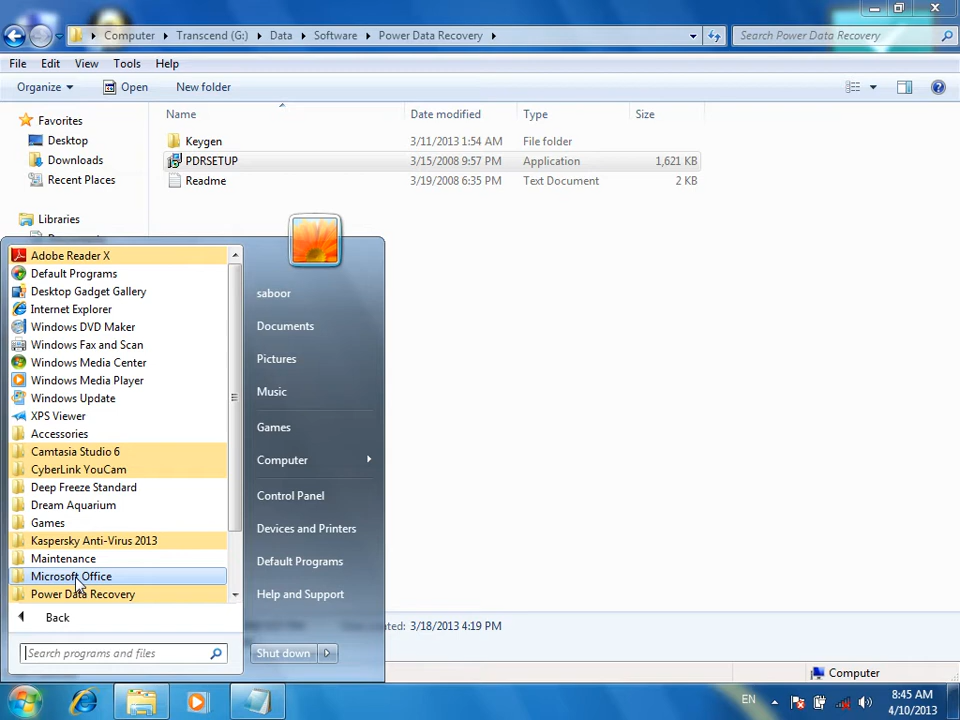 Computer ▸ Transcend (G:) ▸ Data ▸ Software ▸ Power Data Recovery ▸
Search Power Data Recovery
File Edit View Tools Help
Organize Open New folder
Name Date modified Type Size
Favorites
Desktop
Downloads
Recent Places
Libraries
Keygen 3/11/2013 1:54 AM File folder
PDRSETUP 3/15/2008 9:57 PM Application 1,621 KB
Readme 3/19/2008 6:35 PM Text Document 2 KB
Adobe Reader X
Default Programs
Desktop Gadget Gallery
Internet Explorer
Windows DVD Maker
Windows Fax and Scan
Windows Media Center
Windows Media Player
Windows Update
XPS Viewer
Accessories
Camtasia Studio 6
CyberLink YouCam
Deep Freeze Standard
Dream Aquarium
Games
Kaspersky Anti-Virus 2013
Maintenance
Microsoft Office
Power Data Recovery
Back
Search programs and files
saboor
Documents
Pictures
Music
Games
Computer
Control Panel
Devices and Printers
Default Programs
Help and Support
Shut down
3/18/2013 4:19 PM
Computer
EN
8:45 AM
4/10/2013